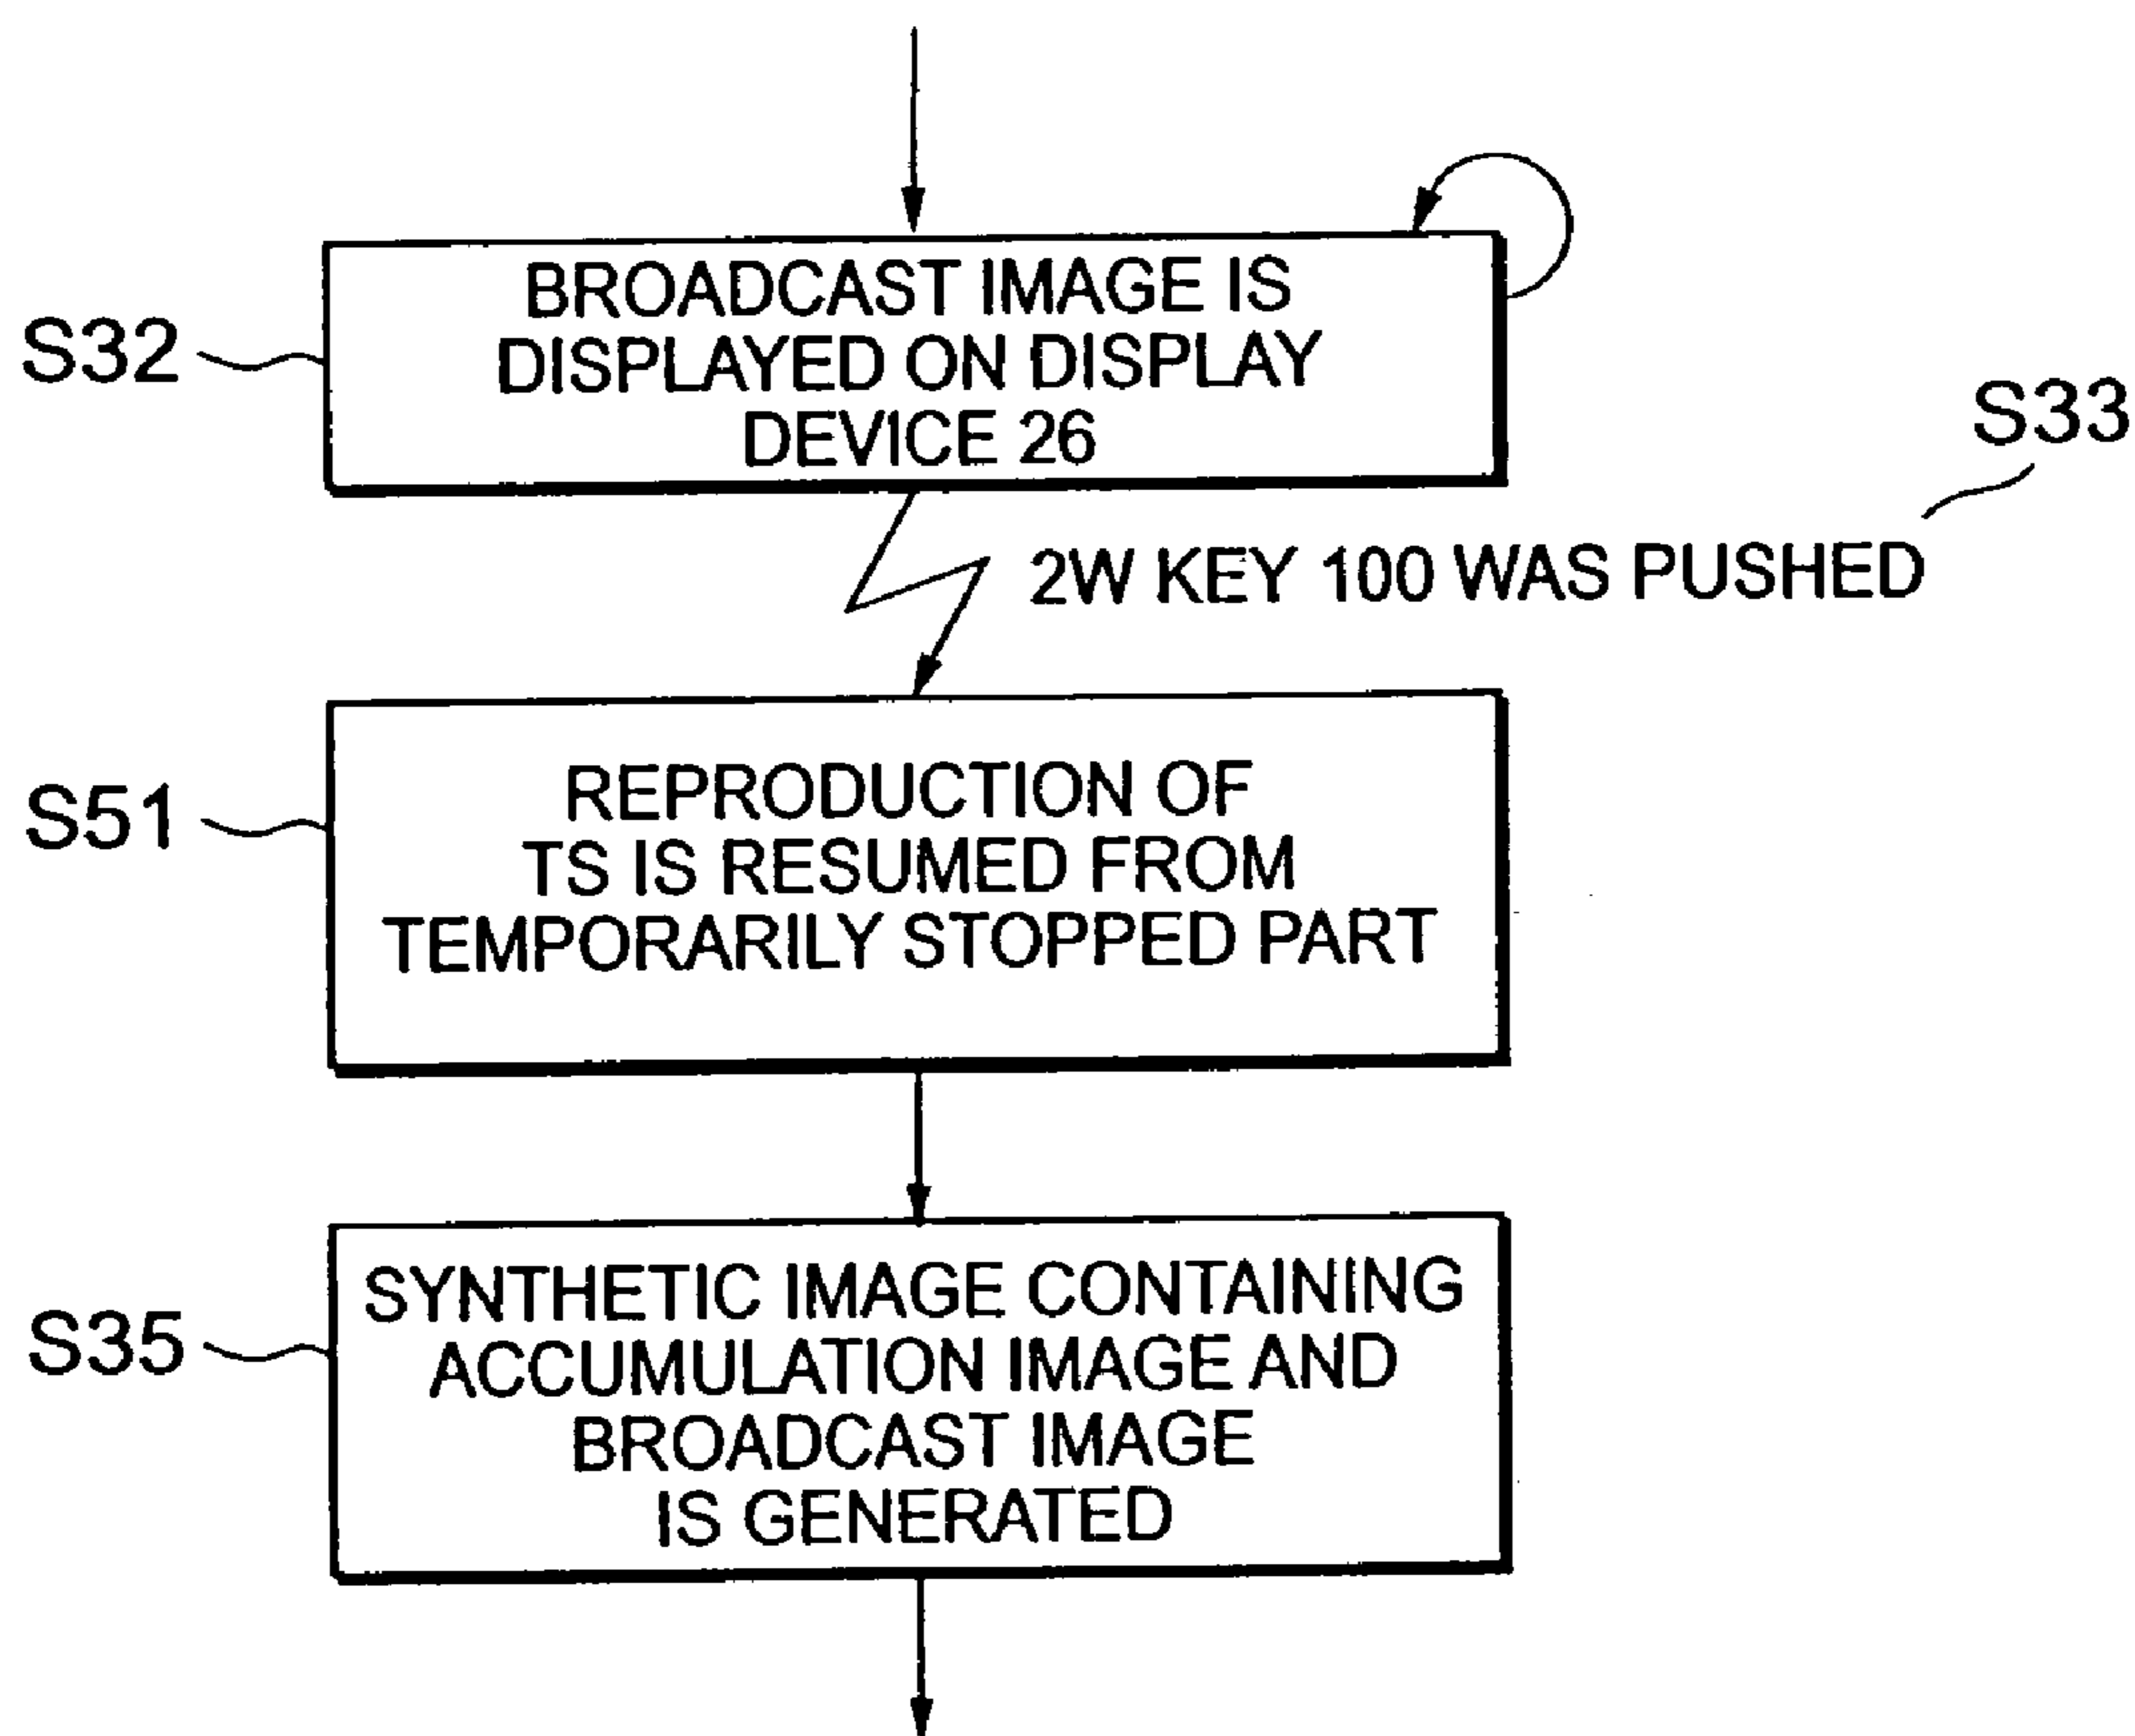 S32
BROADCAST IMAGE IS
DISPLAYED ON DISPLAY
DEVICE 26
S33
2W KEY 100 WAS PUSHED
S51
REPRODUCTION OF
TS IS RESUMED FROM
TEMPORARILY STOPPED PART
S35
SYNTHETIC IMAGE CONTAINING
ACCUMULATION IMAGE AND
BROADCAST IMAGE
IS GENERATED